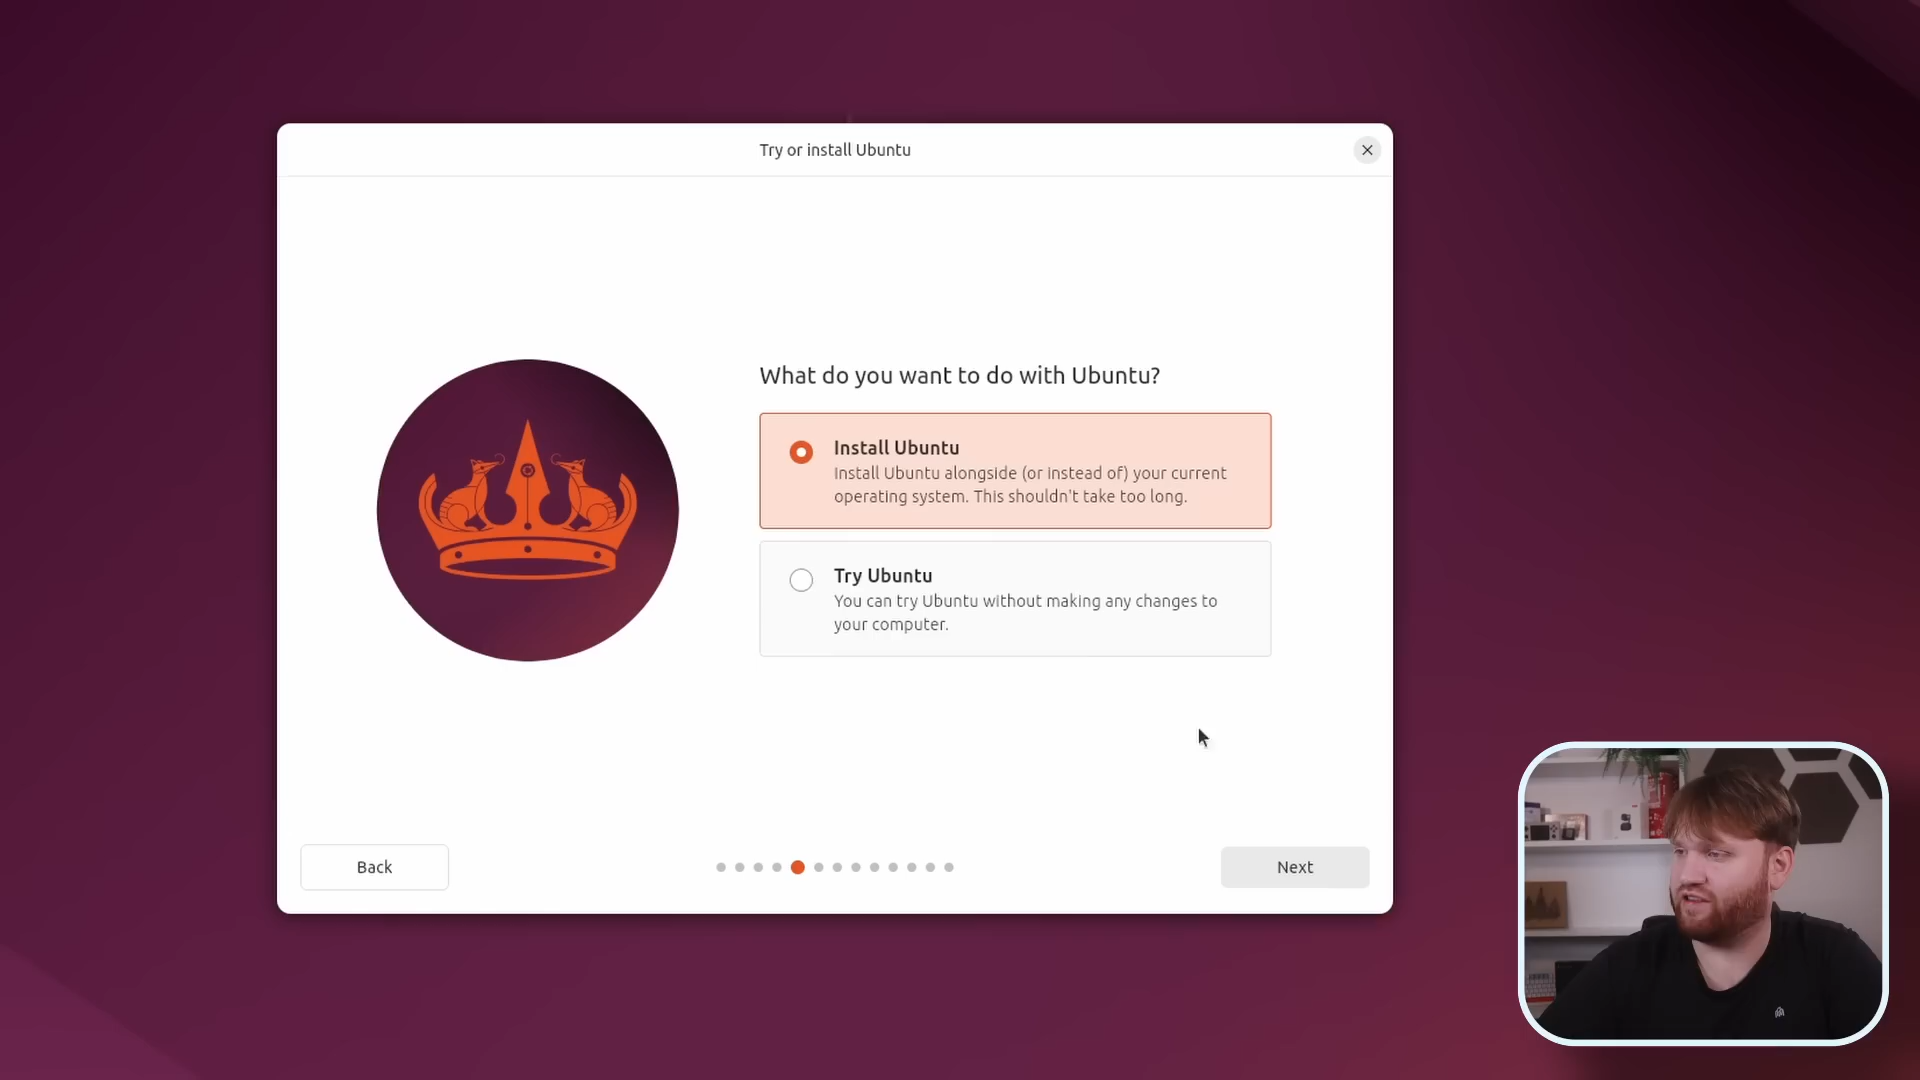 Try or install Ubuntu
What do you want to do with Ubuntu?
Install Ubuntu
Install Ubuntu alongside (or instead of) your current
operating system. This shouldn't take too long.
Try Ubuntu
You can try Ubuntu without making any changes to
your computer.
Back
Next